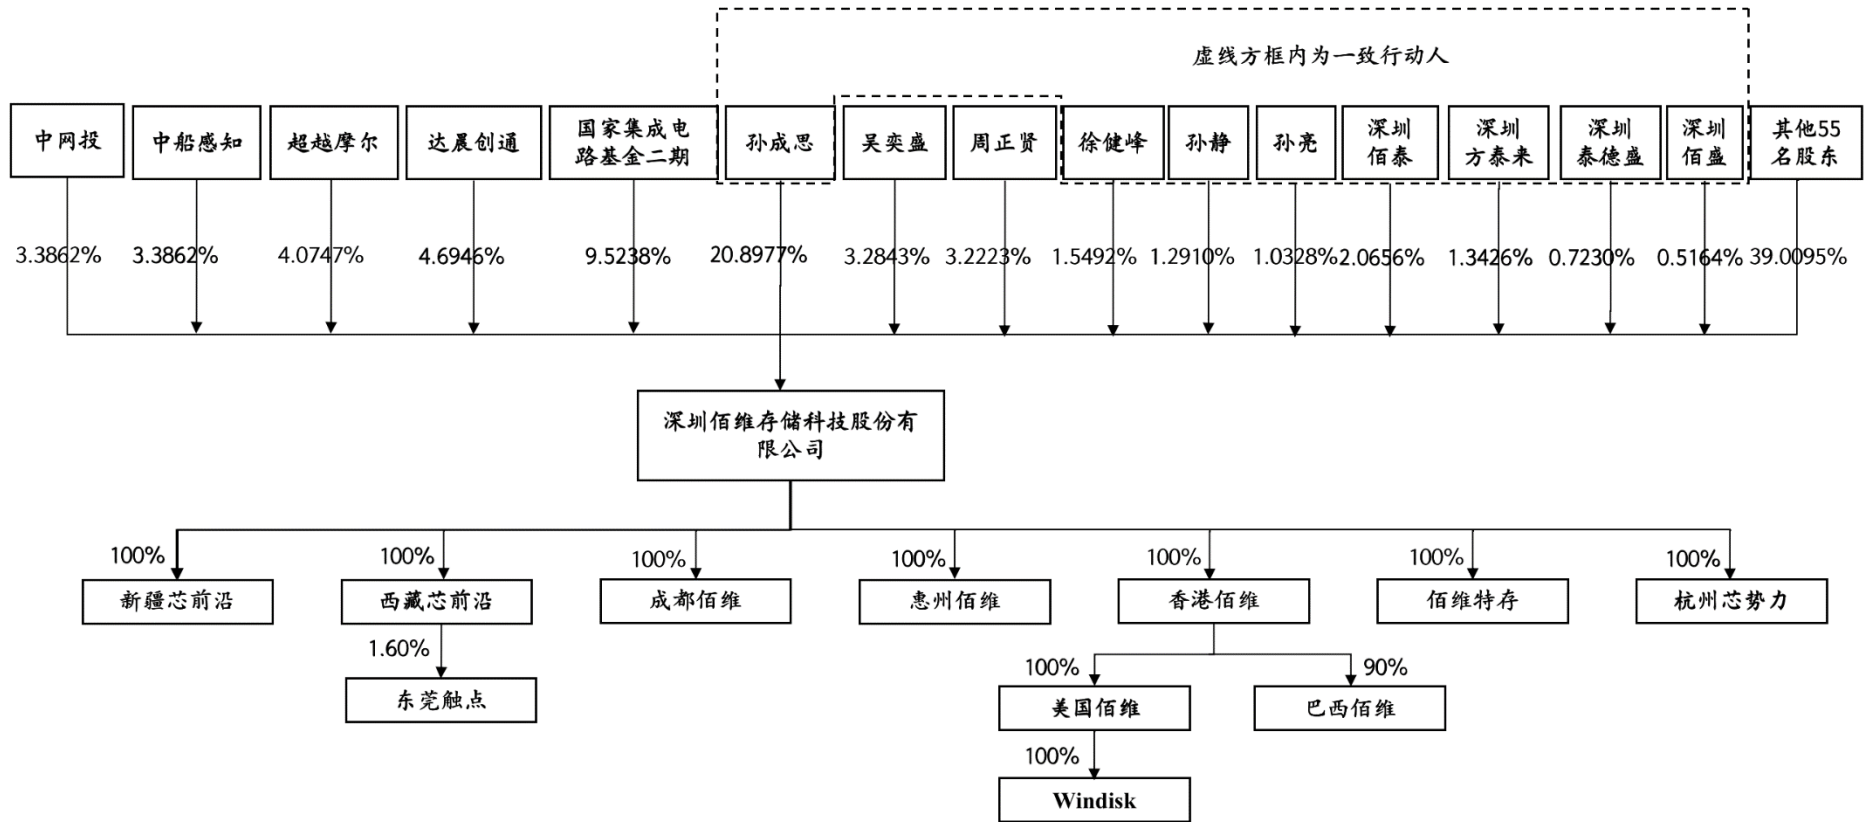 虚线方框内为一致行动人
中网投
中船感知
超越摩尔
达晨创通
国家集成电
路基金二期
孙成思
吴奕盛
周正贤
徐健峰
孙静
孙亮
深圳
佰泰
深圳
方泰来
深圳
泰德盛
深圳
佰盛
其他55
名股东
3.3862%
3.3862%
4.0747%
4.6946%
9.5238%
20.8977%
3.2843%
3.2223%
1.5492%
1.2910%
1.0328%
2.0656%
1.3426%
0.7230%
0.5164%
39.0095%
深圳佰维存储科技股份有
限公司
100%
100%
100%
100%
100%
100%
100%
新疆芯前沿
西藏芯前沿
成都佰维
惠州佰维
香港佰维
佰维特存
杭州芯势力
1.60%
100%
90%
东莞触点
美国佰维
巴西佰维
100%
Windisk